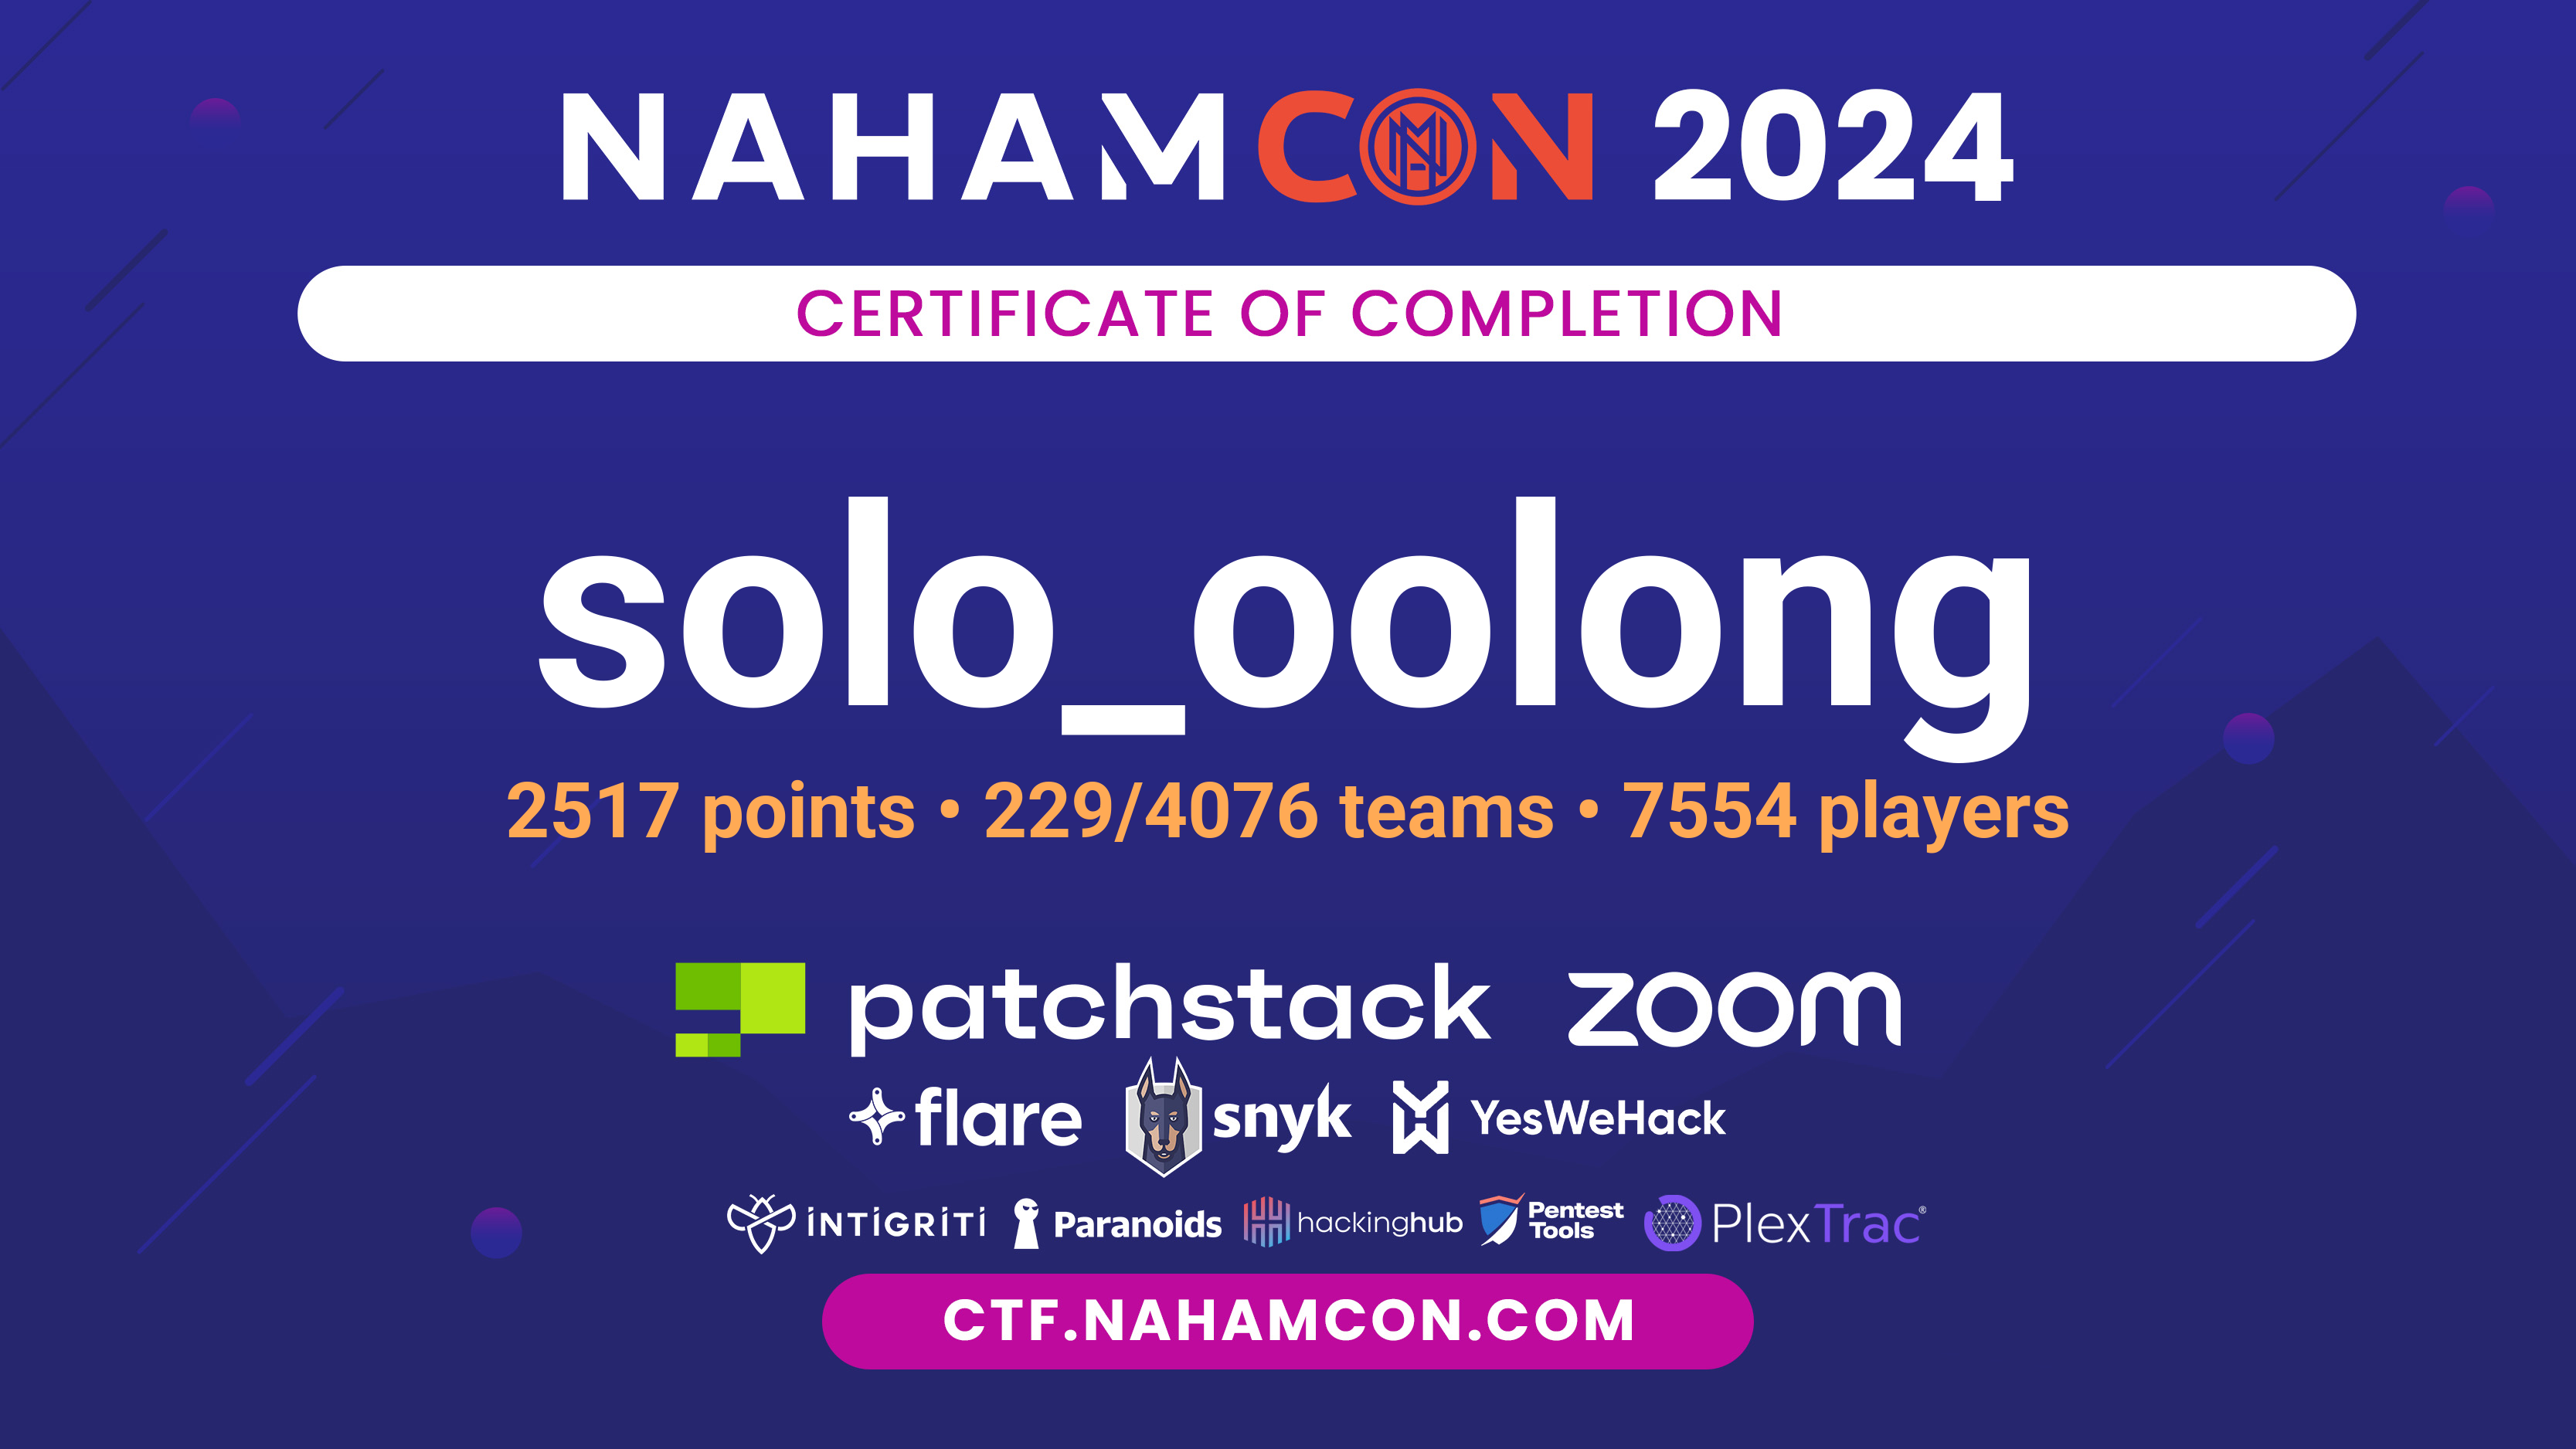 NAHAMCON 2024
CERTIFICATE OF COMPLETION
solo_oolong
2517 points • 229/4076 teams • 7554 players
patchstack zoom
flare snyk YesWeHack
INTIGRITI Paranoids hackinghub Pentest Tools PlexTrac®
CTF.NAHAMCON.COM